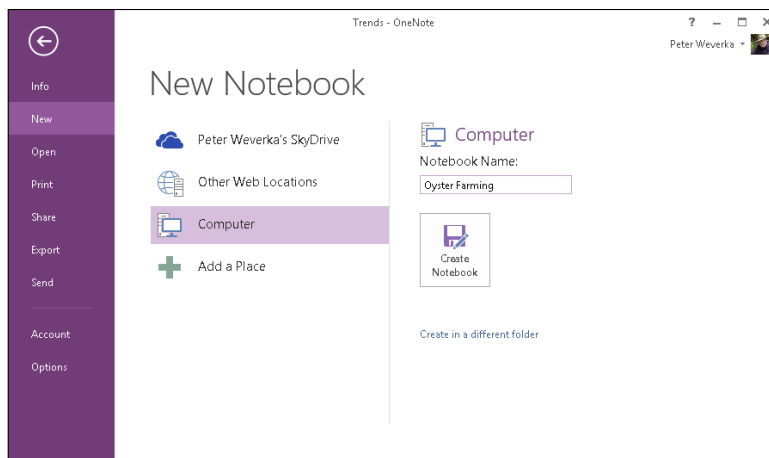 Trends - OneNote
?
Peter Weverka
Info
New
Open
Print
Share
Export
Send
Account
Options
New Notebook
Peter Weverka's SkyDrive
Other Web Locations
Computer
Add a Place
Computer
Notebook Name:
Oyster Farming
Create
Notebook
Create in a different folder